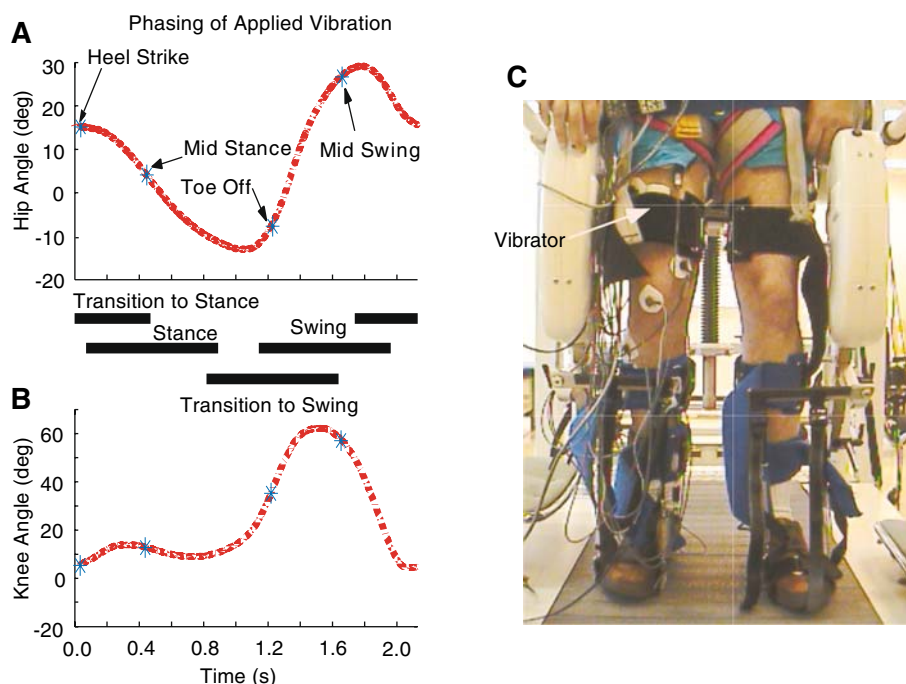 A
Phasing of Applied Vibration
Heel Strike
Mid Stance
Toe Off
Mid Swing
Hip Angle (deg)
30
20
10
0
-10
-20
Transition to Stance
Stance
Swing
Transition to Swing
B
Knee Angle (deg)
60
40
20
0
-20
0.0
0.4
0.8
1.2
1.6
2.0
Time (s)
C
Vibrator